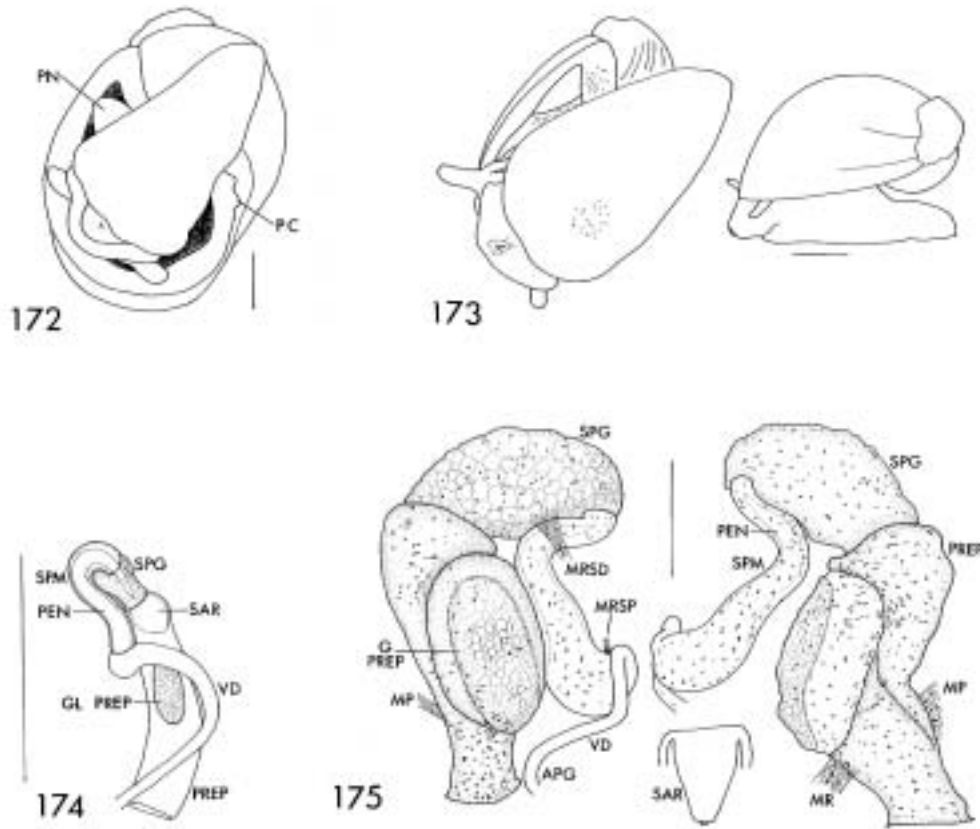 PN
PC
172
173
SPM
SPG
PEN
SAR
GL PREP
VD
PREP
174
SPG
MRSD
MRSP
G
PREP
MP
VD
APG
175
SPG
PEN
SPM
PREP
MP
SAR
MR